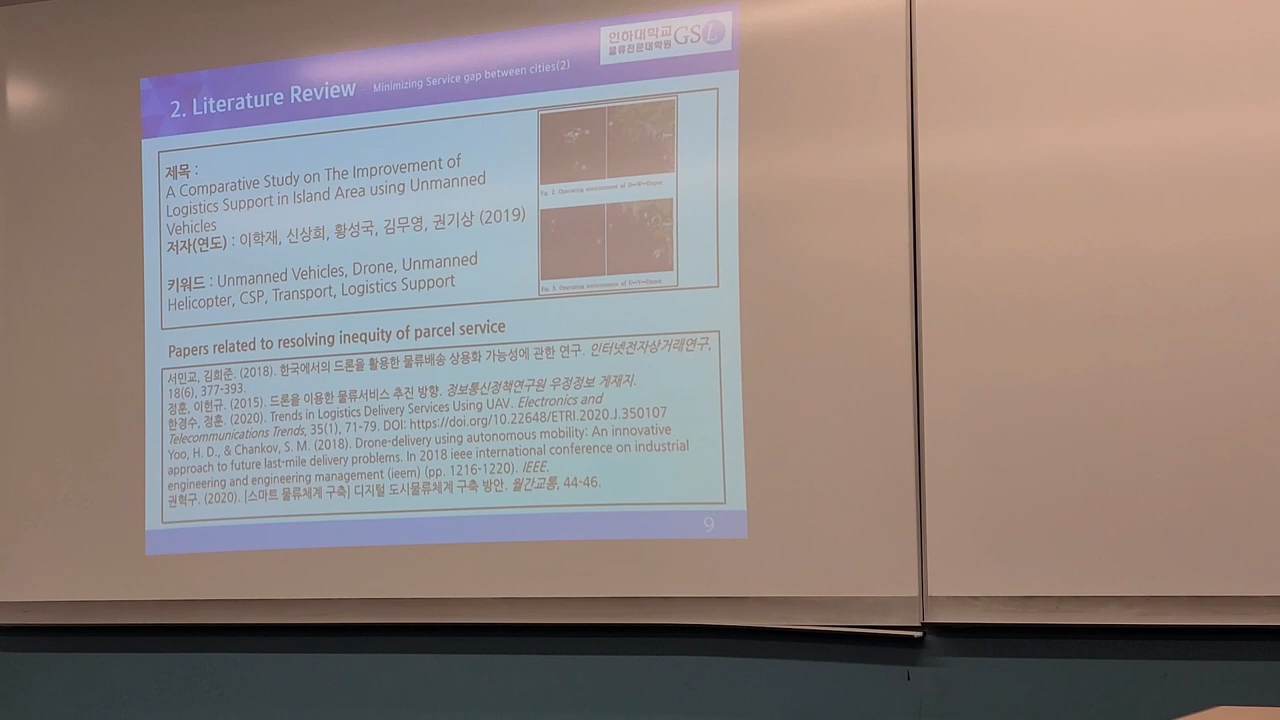 인하대학교
물류전문대학원 GSL
2. Literature Review Minimizing Service gap between cities(2)
제목 :
A Comparative Study on The Improvement of
Logistics Support in Island Area using Unmanned
Vehicles
저자(연도) : 이학재, 신상희, 황성국, 김무영, 권기상 (2019)
키워드 : Unmanned Vehicles, Drone, Unmanned
Helicopter, CSP, Transport, Logistics Support
Fig. 2. Operating environment of
Fig. 3. Operating environment of
Papers related to resolving inequity of parcel service
서민교, 김희준. (2018). 한국에서의 드론을 활용한 물류배송 상용화 가능성에 관한 연구. 인터넷전자상거래연구,
18(6), 377-393.
정훈, 이현규. (2015). 드론을 이용한 물류서비스 추진 방향. 정보통신정책연구원 우정정보 게재지.
한경수, 정훈. (2020). Trends in Logistics Delivery Services Using UAV. Electronics and
Telecommunications Trends, 35(1), 71-79. DOI: https://doi.org/10.22648/ETRI.2020.J.350107
Yoo, H. D., & Chankov, S. M. (2018). Drone-delivery using autonomous mobility: An innovative
approach to future last-mile delivery problems. In 2018 ieee international conference on industrial
engineering and engineering management (ieem) (pp. 1216-1220). IEEE.
권혁구. (2020). [스마트 물류체계 구축] 디지털 도시물류체계 구축 방안. 월간교통, 44-46.
9